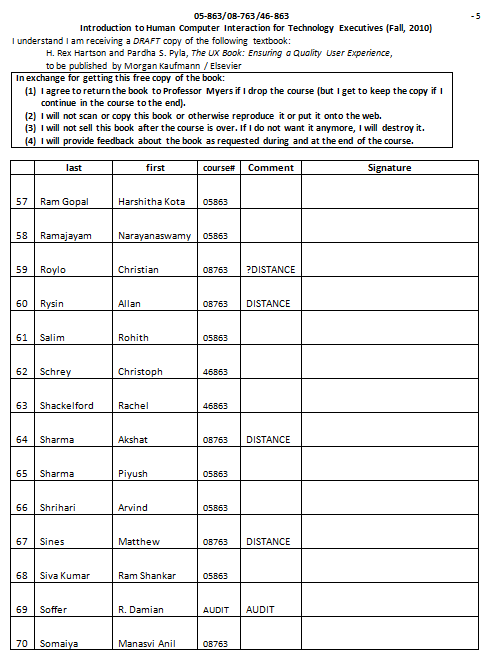 05-863/08-763/46-863
- 5
Introduction to Human Computer Interaction for Technology Executives (Fall, 2010)
I understand I am receiving a DRAFT copy of the following textbook:
H. Rex Hartson and Pardha S. Pyla, The UX Book: Ensuring a Quality User Experience,
to be published by Morgan Kaufmann / Elsevier
In exchange for getting this free copy of the book:
(1) I agree to return the book to Professor Myers if I drop the course (but I get to keep the copy if I
continue in the course to the end).
(2) I will not scan or copy this book or otherwise reproduce it or put it onto the web.
(3) I will not sell this book after the course is over. If I do not want it anymore, I will destroy it.
(4) I will provide feedback about the book as requested during and at the end of the course.
last first course# Comment Signature
57 Ram Gopal Harshitha Kota 05863
58 Ramajayam Narayanaswamy 05863
59 Roylo Christian 08763 ?DISTANCE
60 Rysin Allan 08763 DISTANCE
61 Salim Rohith 05863
62 Schrey Christoph 46863
63 Shackelford Rachel 46863
64 Sharma Akshat 08763 DISTANCE
65 Sharma Piyush 05863
66 Shrihari Arvind 05863
67 Sines Matthew 08763 DISTANCE
68 Siva Kumar Ram Shankar 05863
69 Soffer R. Damian AUDIT AUDIT
70 Somaiya Manasvi Anil 08763